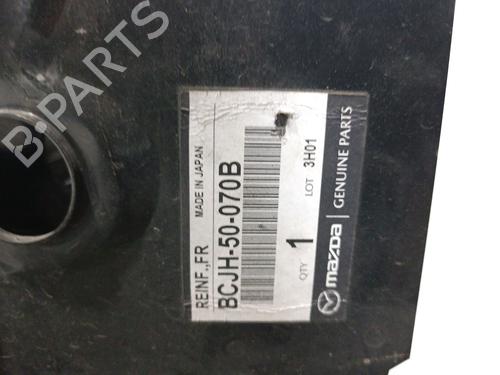 B-PARTS
REINF.,FR MADE IN JAPAN
BCJH-50-070B
QTY 1 LOT 3H01
mazda GENUINE PARTS